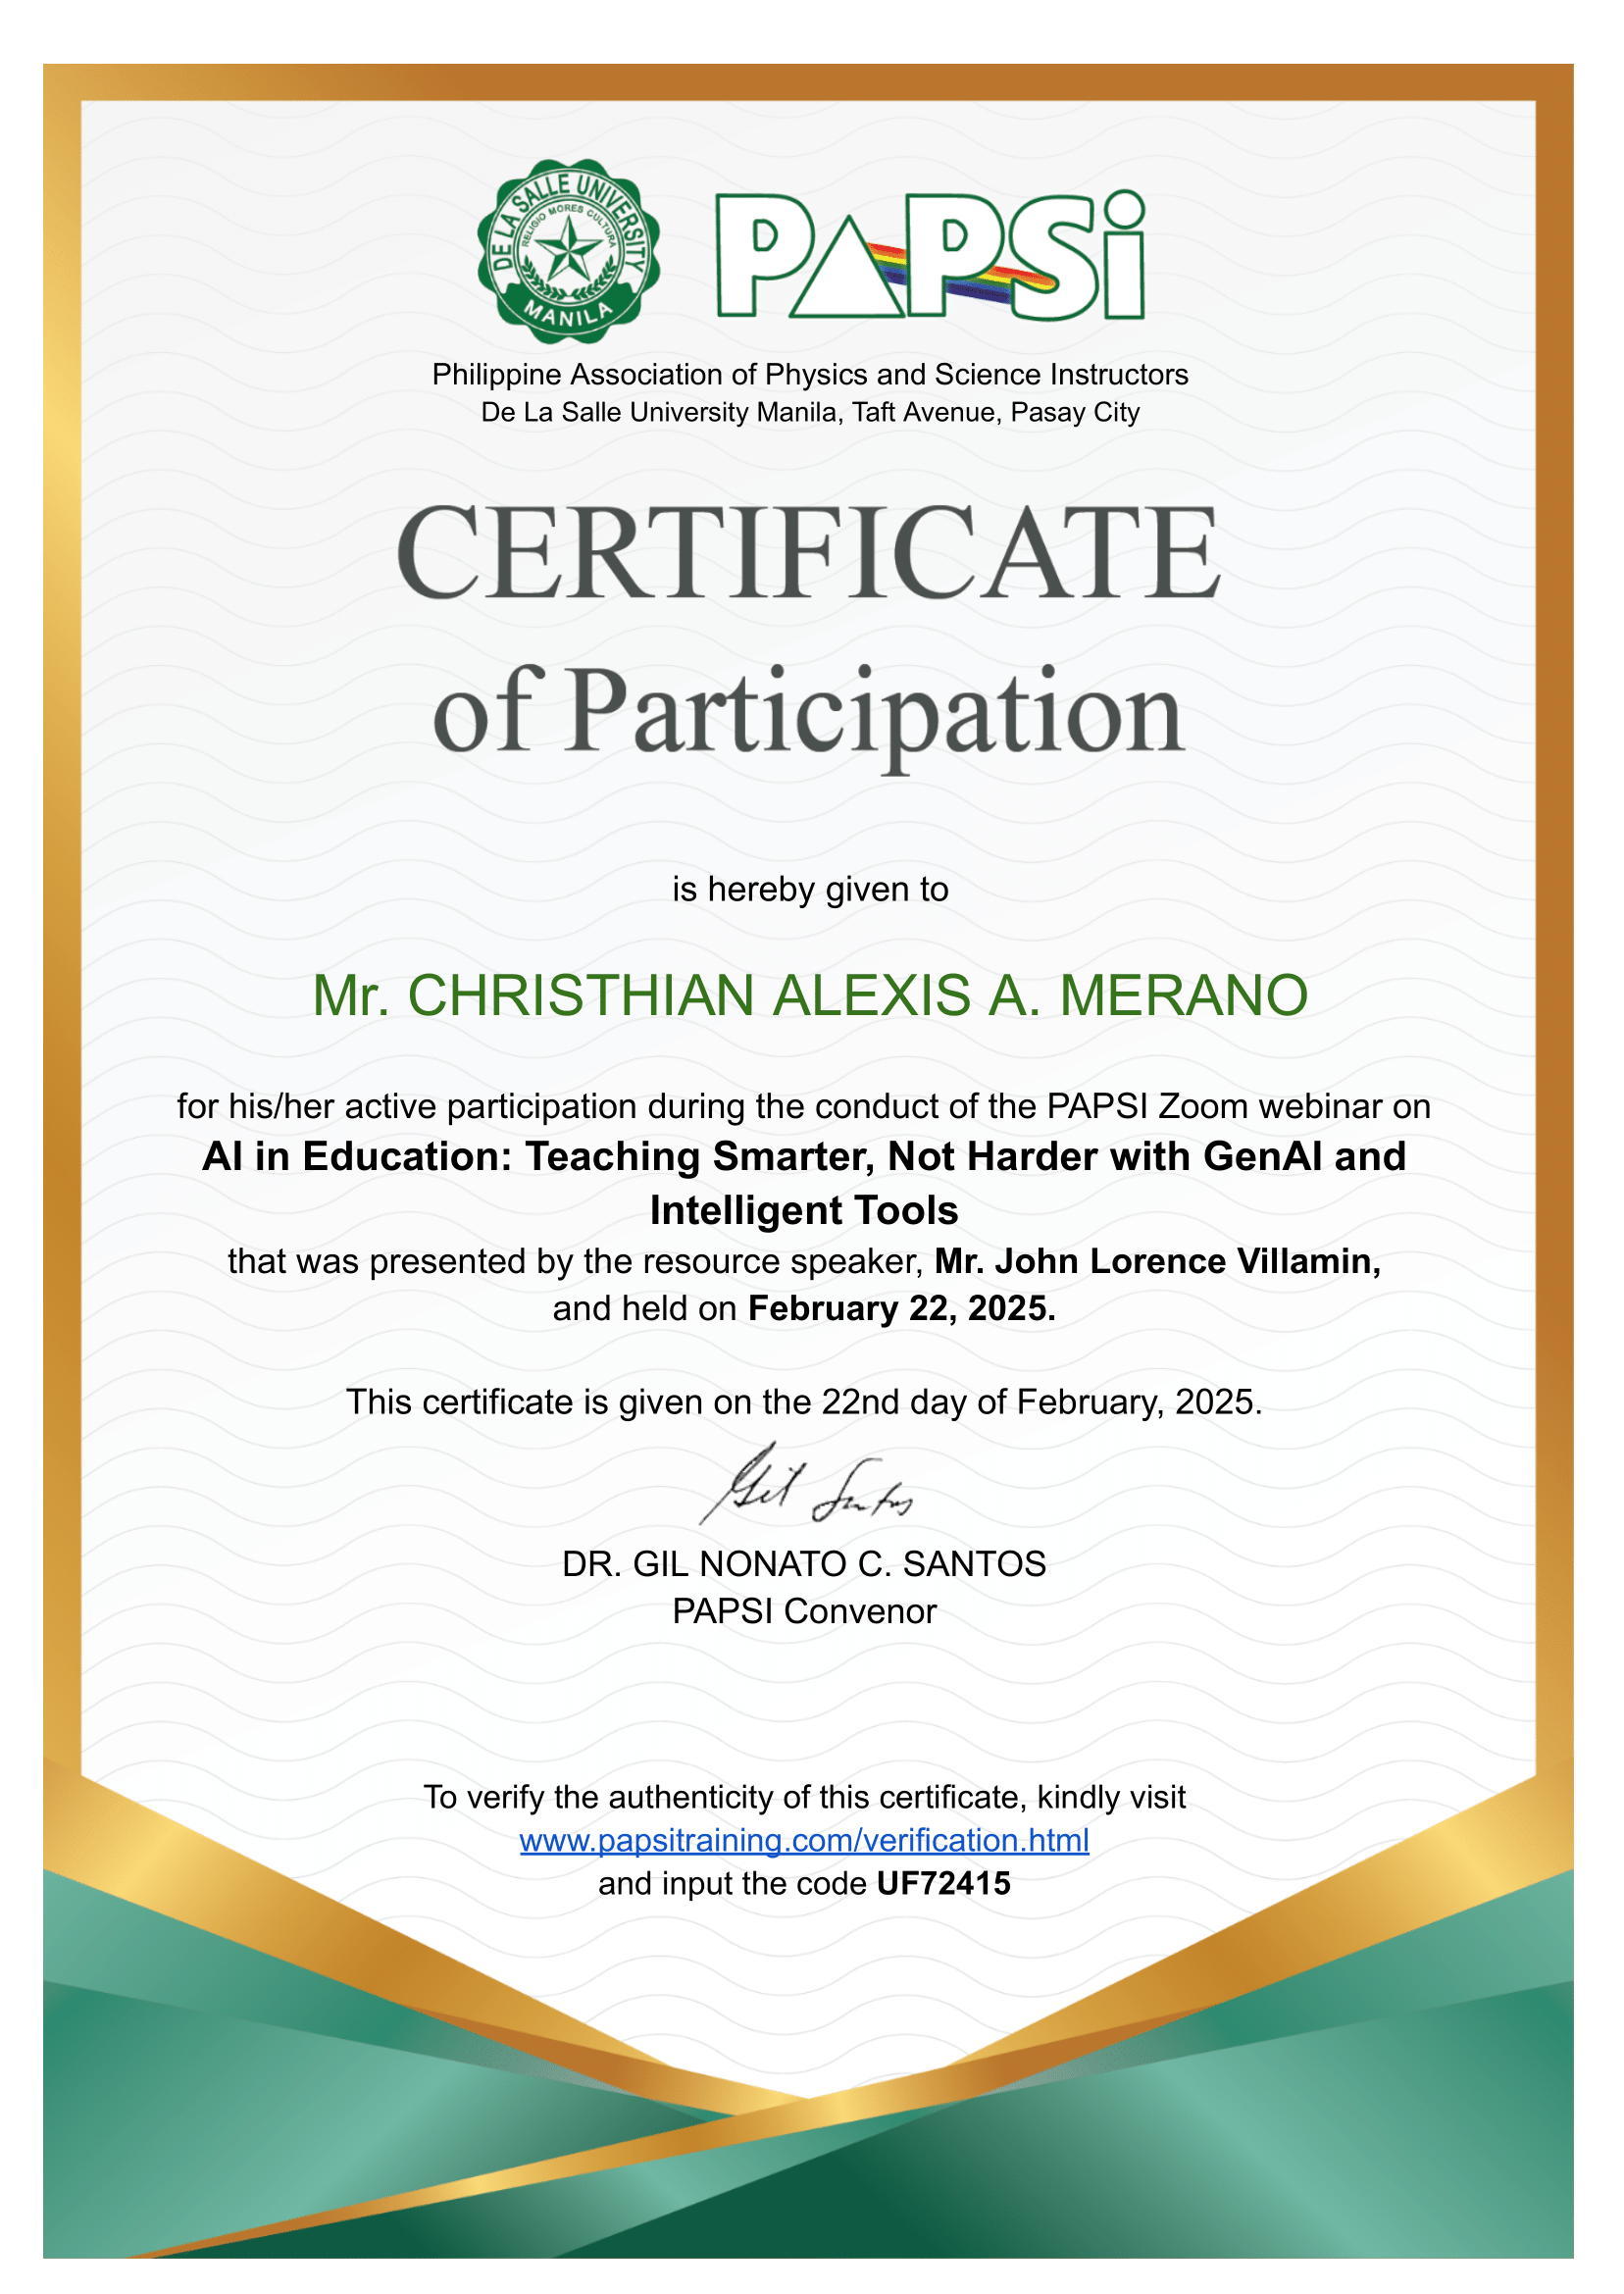 DE LA SALLE UNIVERSITY
RELIGIO MORES CULTURA
MANILA
PAPSi
Philippine Association of Physics and Science Instructors
De La Salle University Manila, Taft Avenue, Pasay City
CERTIFICATE
of Participation
is hereby given to
Mr. CHRISTHIAN ALEXIS A. MERANO
for his/her active participation during the conduct of the PAPSI Zoom webinar on
AI in Education: Teaching Smarter, Not Harder with GenAI and
Intelligent Tools
that was presented by the resource speaker, Mr. John Lorence Villamin,
and held on February 22, 2025.
This certificate is given on the 22nd day of February, 2025.
Gil Santos
DR. GIL NONATO C. SANTOS
PAPSI Convenor
To verify the authenticity of this certificate, kindly visit
www.papsitraining.com/verification.html
and input the code UF72415